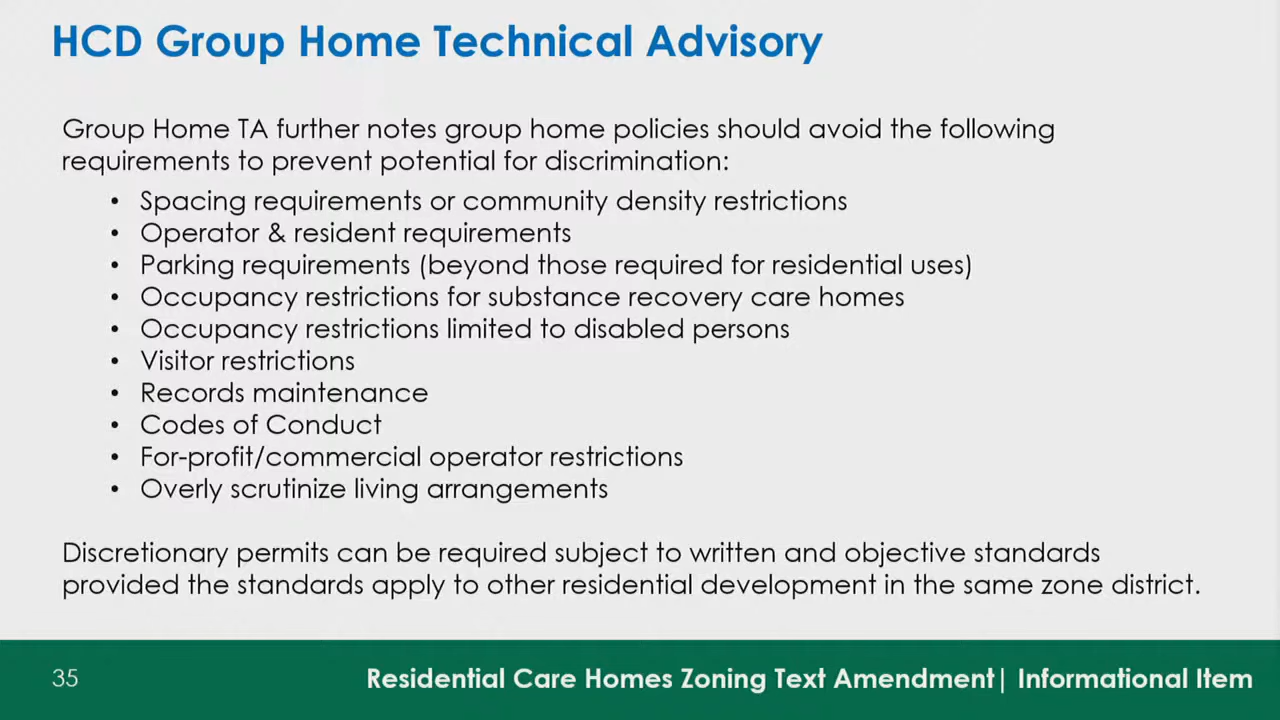 HCD Group Home Technical Advisory
Group Home TA further notes group home policies should avoid the following
requirements to prevent potential for discrimination:
• Spacing requirements or community density restrictions
• Operator & resident requirements
• Parking requirements (beyond those required for residential uses)
• Occupancy restrictions for substance recovery care homes
• Occupancy restrictions limited to disabled persons
• Visitor restrictions
• Records maintenance
• Codes of Conduct
• For-profit/commercial operator restrictions
• Overly scrutinize living arrangements
Discretionary permits can be required subject to written and objective standards
provided the standards apply to other residential development in the same zone district.
35
Residential Care Homes Zoning Text Amendment| Informational Item